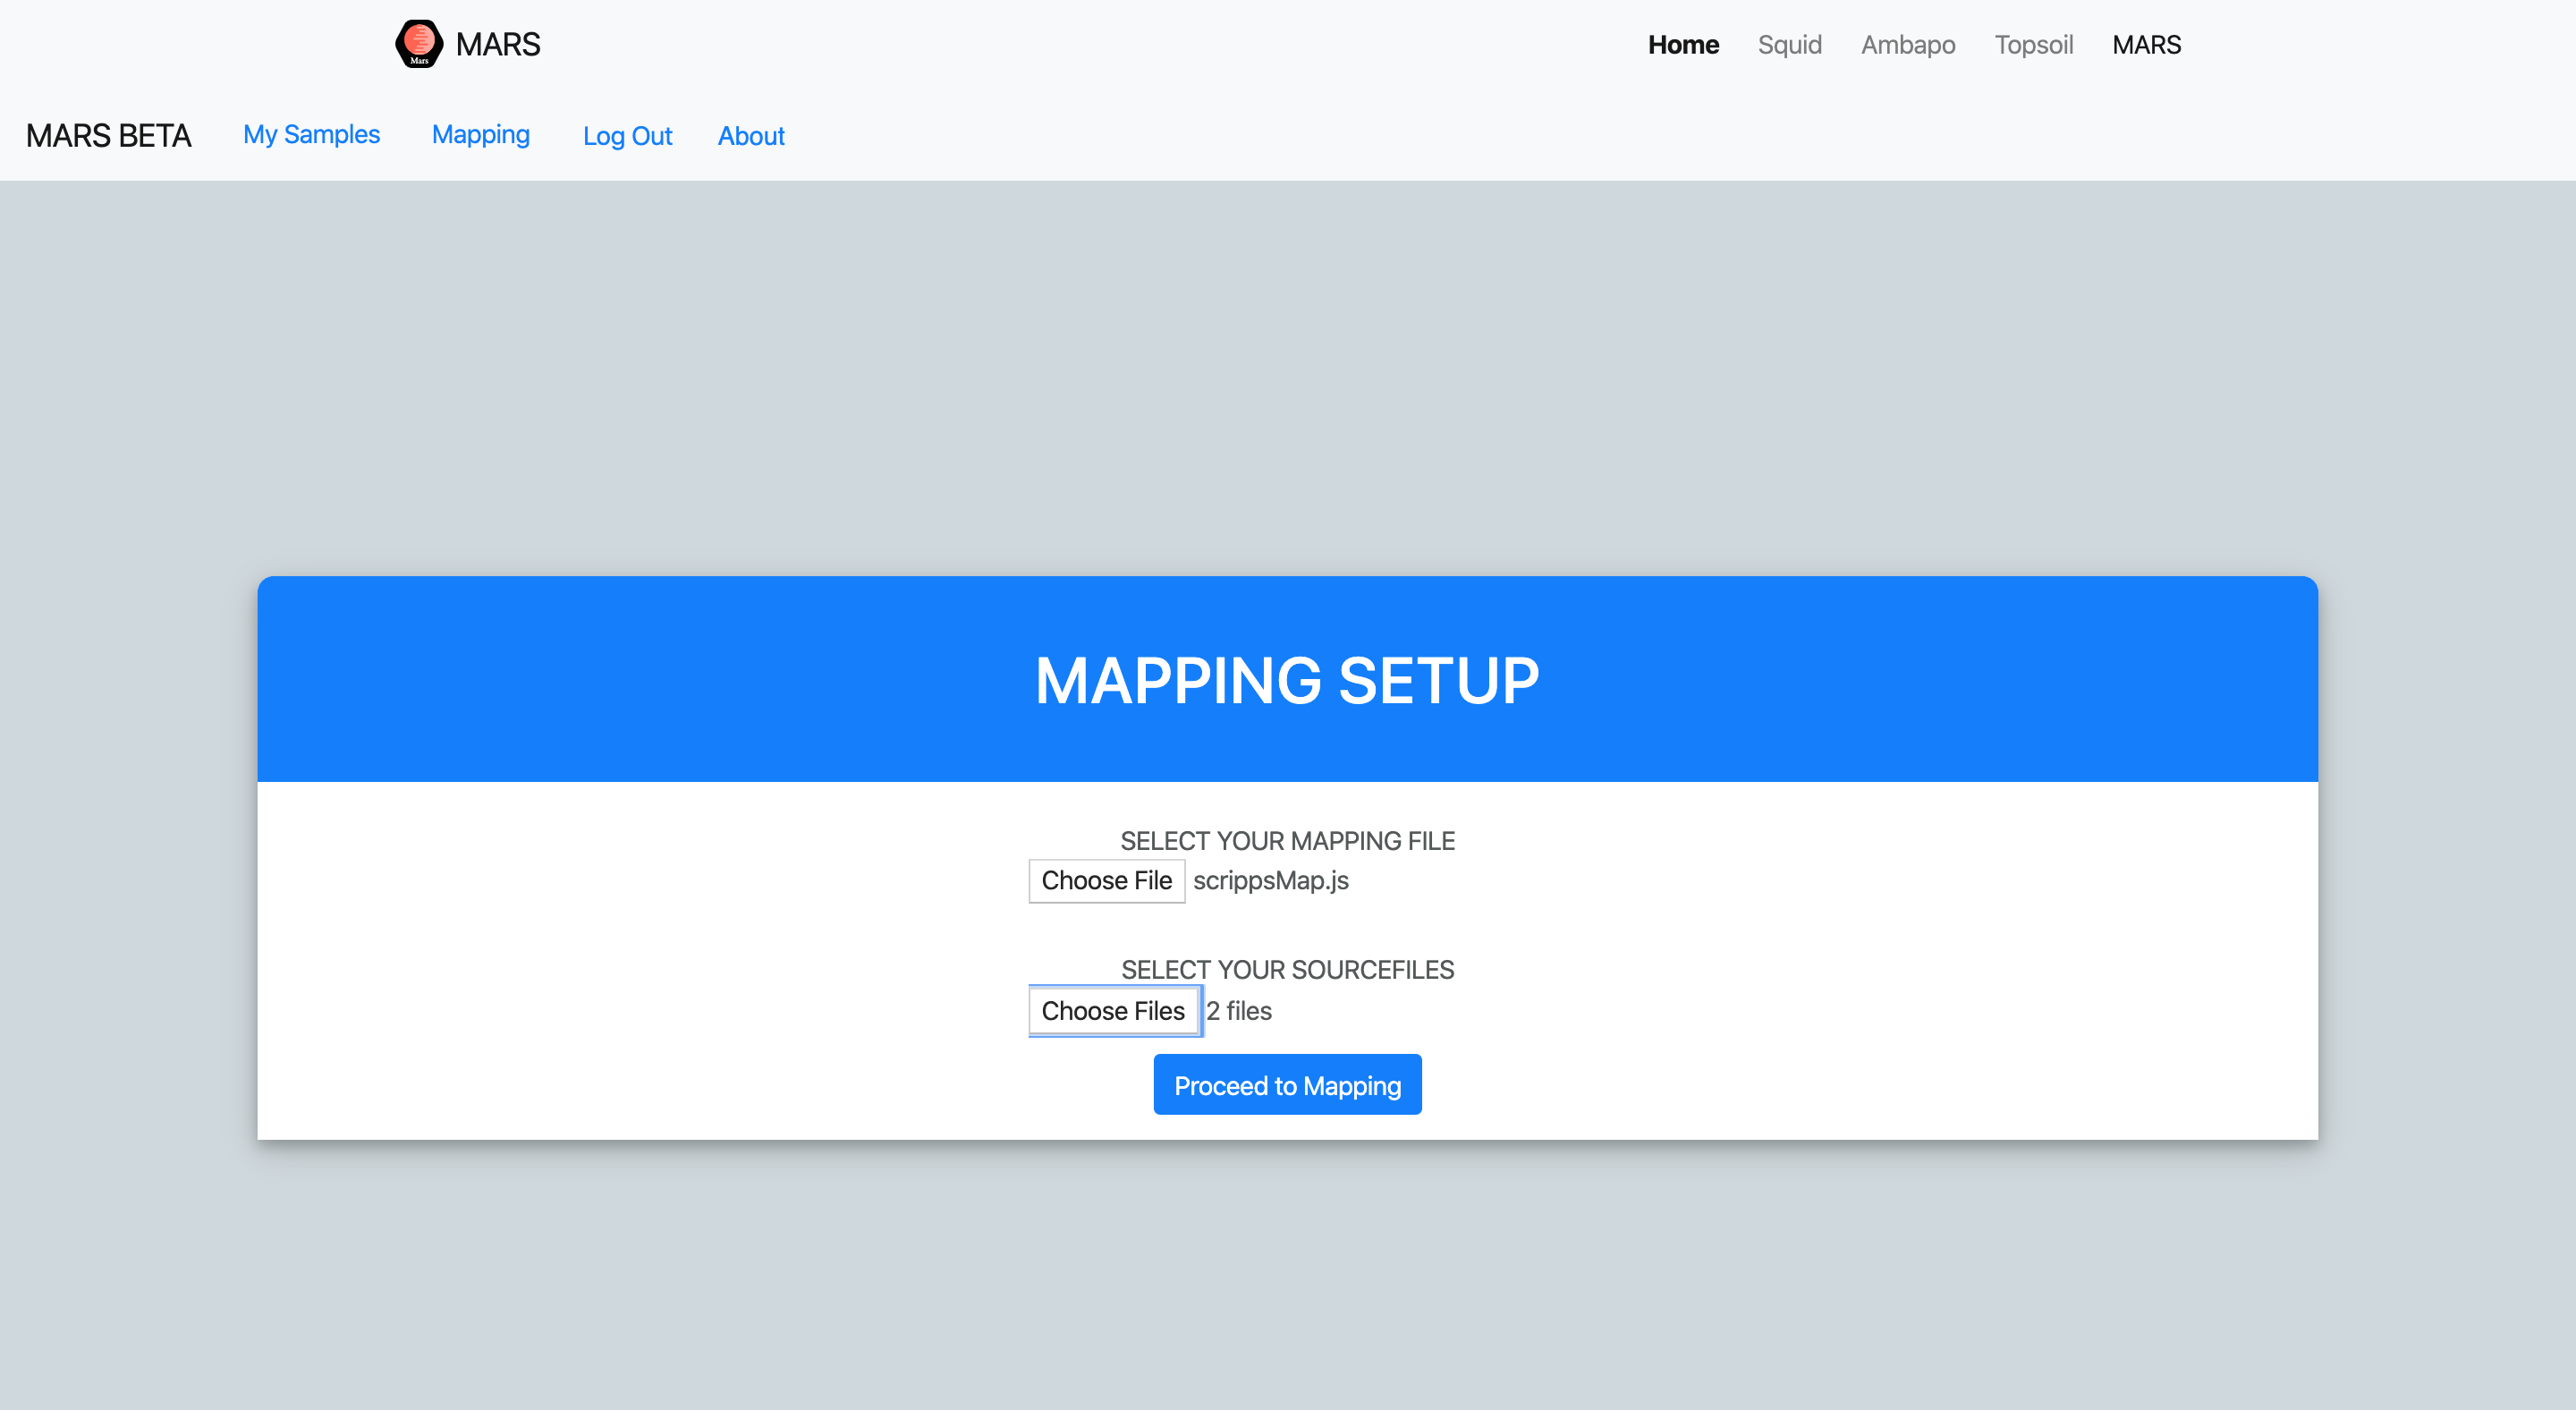 Mars MARS Home Squid Ambapo Topsoil MARS
MARS BETA My Samples Mapping Log Out About
MAPPING SETUP
SELECT YOUR MAPPING FILE
Choose File scrippsMap.js
SELECT YOUR SOURCEFILES
Choose Files 2 files
Proceed to Mapping